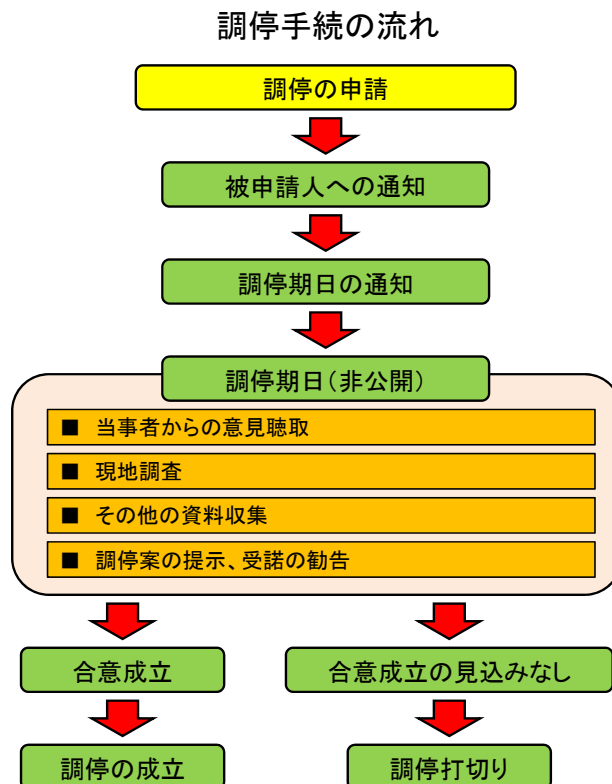 調停手続の流れ
調停の申請
被申請人への通知
調停期日の通知
調停期日(非公開)
■ 当事者からの意見聴取
■ 現地調査
■ その他の資料収集
■ 調停案の提示、受諾の勧告
合意成立
合意成立の見込みなし
調停の成立
調停打切り